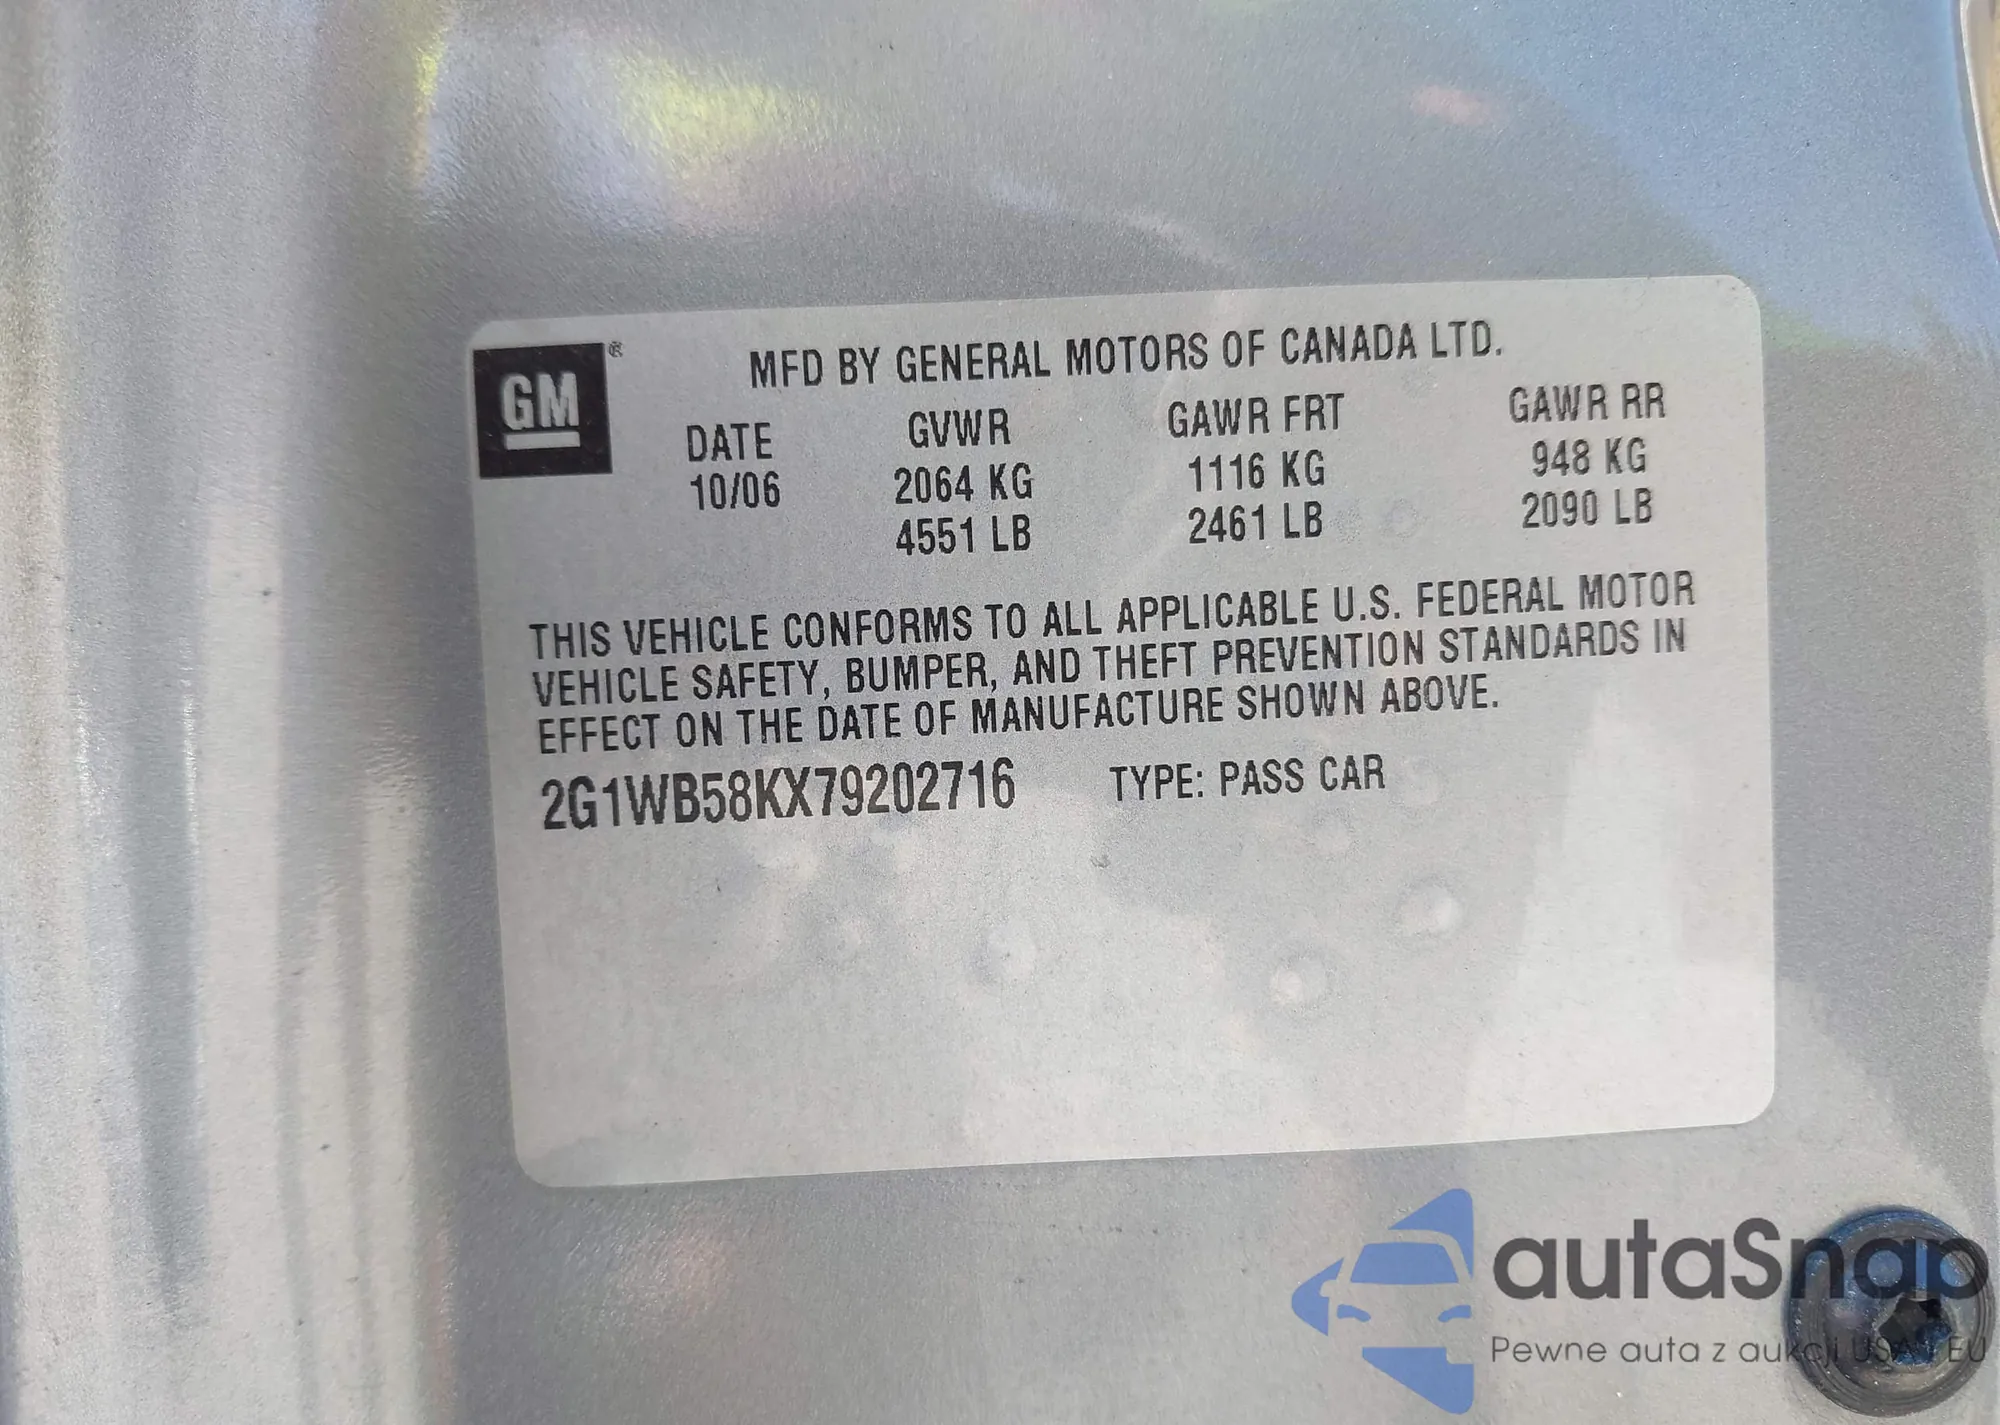 GM ®
MFD BY GENERAL MOTORS OF CANADA LTD.
DATE GVWR GAWR FRT GAWR RR
10/06 2064 KG 1116 KG 948 KG
4551 LB 2461 LB 2090 LB
THIS VEHICLE CONFORMS TO ALL APPLICABLE U.S. FEDERAL MOTOR
VEHICLE SAFETY, BUMPER, AND THEFT PREVENTION STANDARDS IN
EFFECT ON THE DATE OF MANUFACTURE SHOWN ABOVE.
2G1WB58KX79202716 TYPE: PASS CAR
autaSnap
Pewne auta z aukcji USA i EU